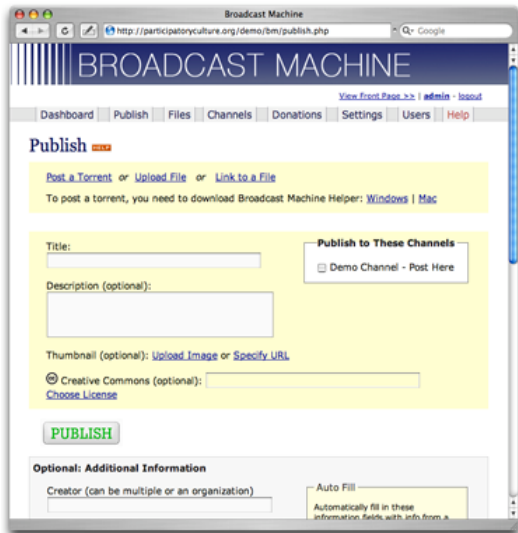 Broadcast Machine
http://participatoryculture.org/demo/bm/publish.php
Google
BROADCAST MACHINE
View Front Page >> | admin - logout
Dashboard Publish Files Channels Donations Settings Users Help
Publish HELP
Post a Torrent or Upload File or Link to a File
To post a torrent, you need to download Broadcast Machine Helper: Windows | Mac
Title:
Publish to These Channels
Demo Channel - Post Here
Description (optional):
Thumbnail (optional): Upload Image or Specify URL
Creative Commons (optional):
Choose License
PUBLISH
Optional: Additional Information
Creator (can be multiple or an organization)
Auto Fill
Automatically fill in these
information fields with info from a